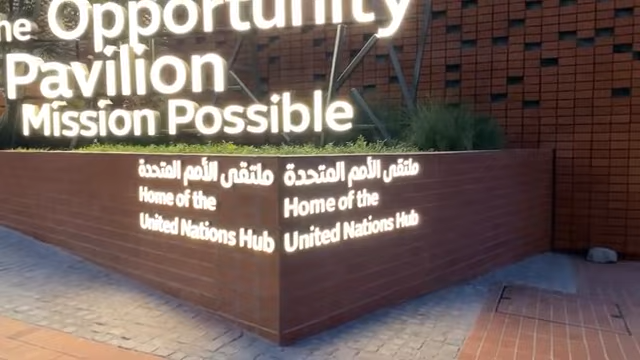 he Opportunity
Pavilion
Mission Possible
ملتقى الأمم المتحدة
Home of the
United Nations Hub
ملتقى الأمم المتحدة
Home of the
United Nations Hub